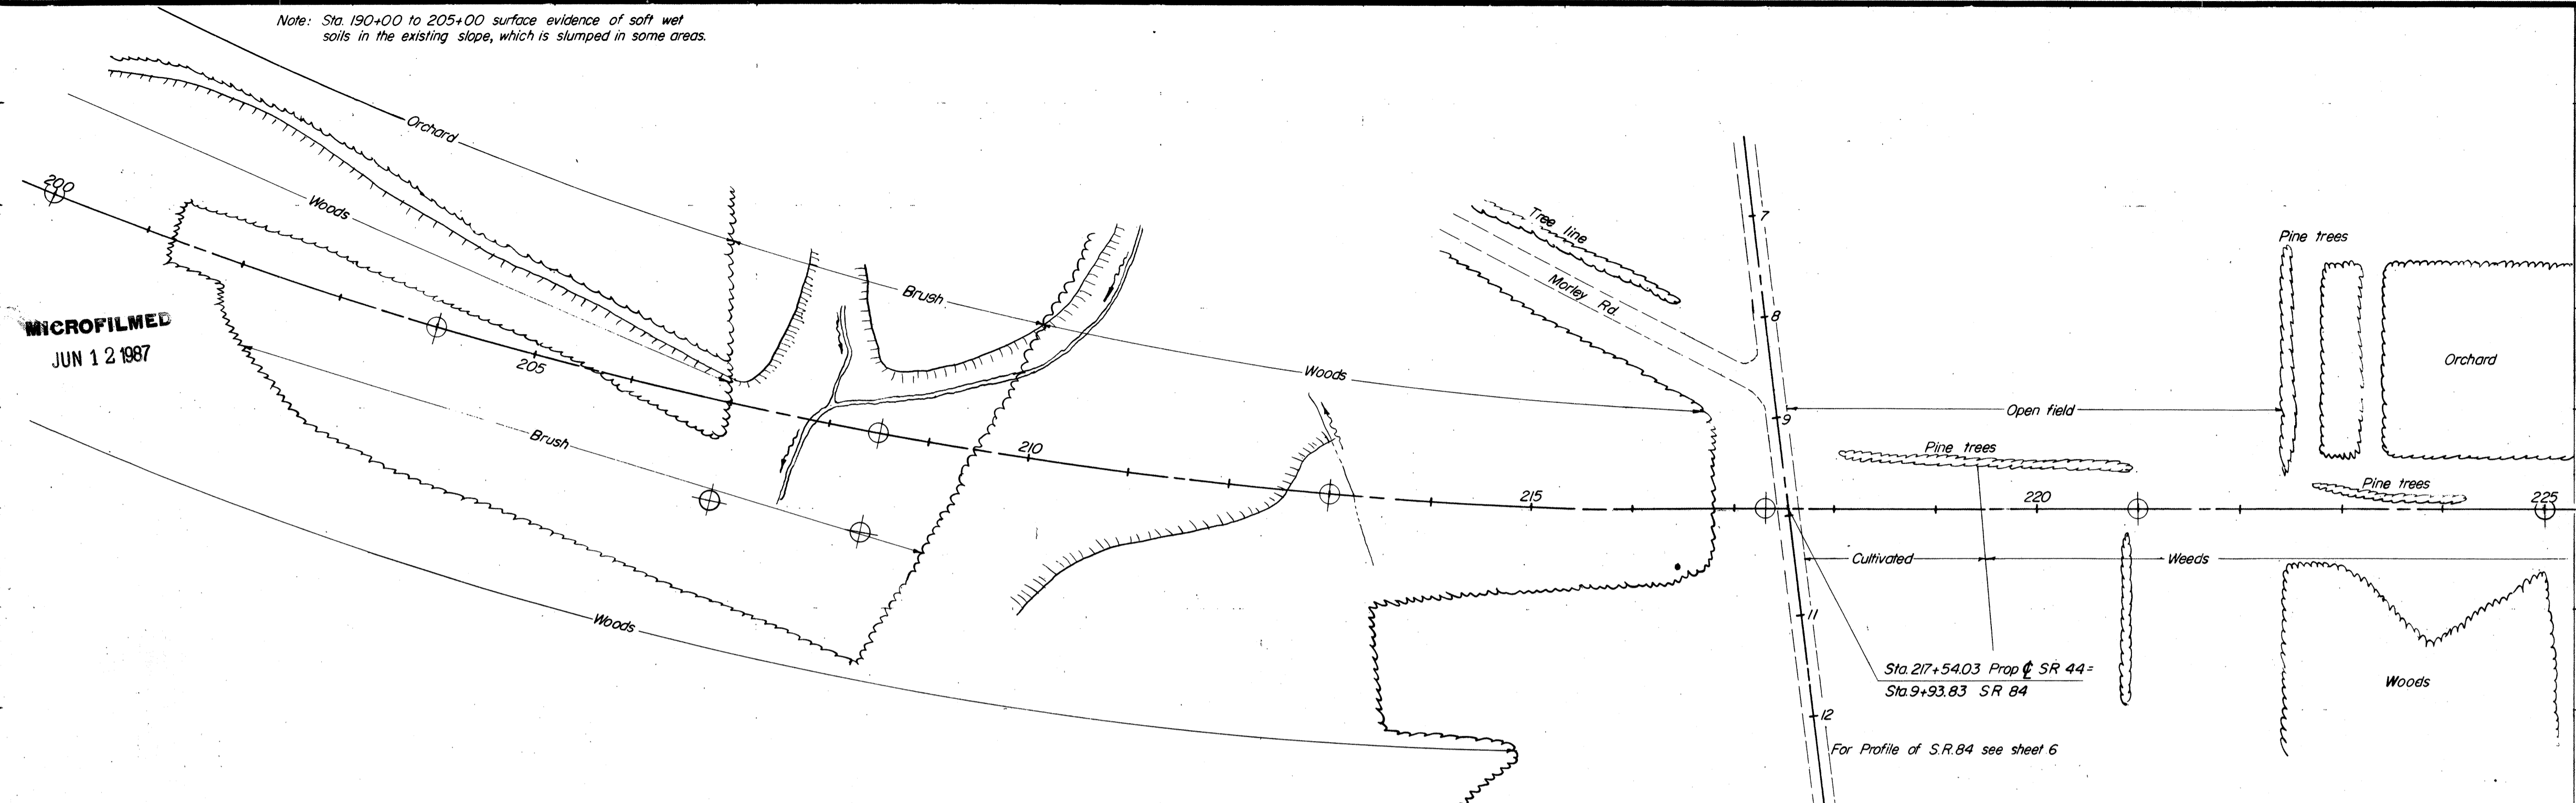 Note: Sta. 190+00 to 205+00 surface evidence of soft wet
soils in the existing slope, which is slumped in some areas.
Orchard
200
Woods
MICROFILMED
JUN 12 1987
205
Brush
Brush
Woods
210
Woods
Tree line
Morley Rd.
7
8
9
11
12
215
Open field
Pine trees
220
Cultivated
Weeds
Pine trees
Orchard
Pine trees
225
Woods
Sta. 217+54.03 Prop ℄ SR 44=
Sta. 9+93.83 SR 84
For Profile of S.R. 84 see sheet 6